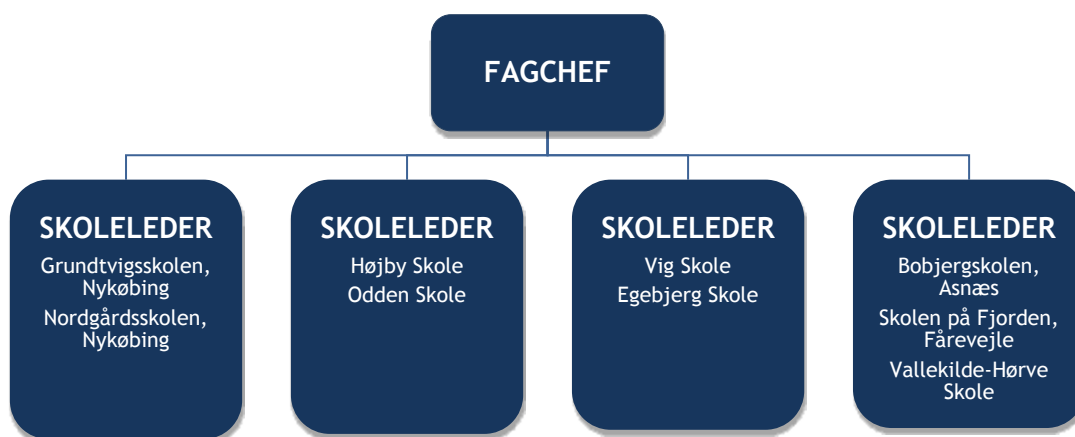 FAGCHEF
SKOLELEDER
Grundtvigsskolen,
Nykøbing
Nordgårdsskolen,
Nykøbing
SKOLELEDER
Højby Skole
Odden Skole
SKOLELEDER
Vig Skole
Egebjerg Skole
SKOLELEDER
Bobjergskolen,
Asnæs
Skolen på Fjorden,
Fårevejle
Vallekilde-Hørve
Skole